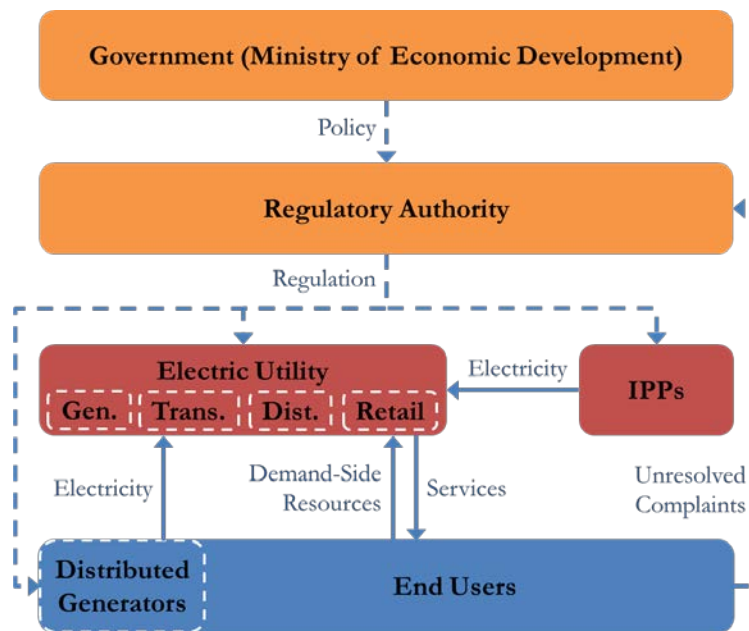 Government (Ministry of Economic Development)
Policy
Regulatory Authority
Regulation
Electric Utility
Gen. Trans. Dist. Retail
Electricity
IPPs
Electricity
Demand-Side
Resources
Services
Unresolved
Complaints
Distributed
Generators
End Users